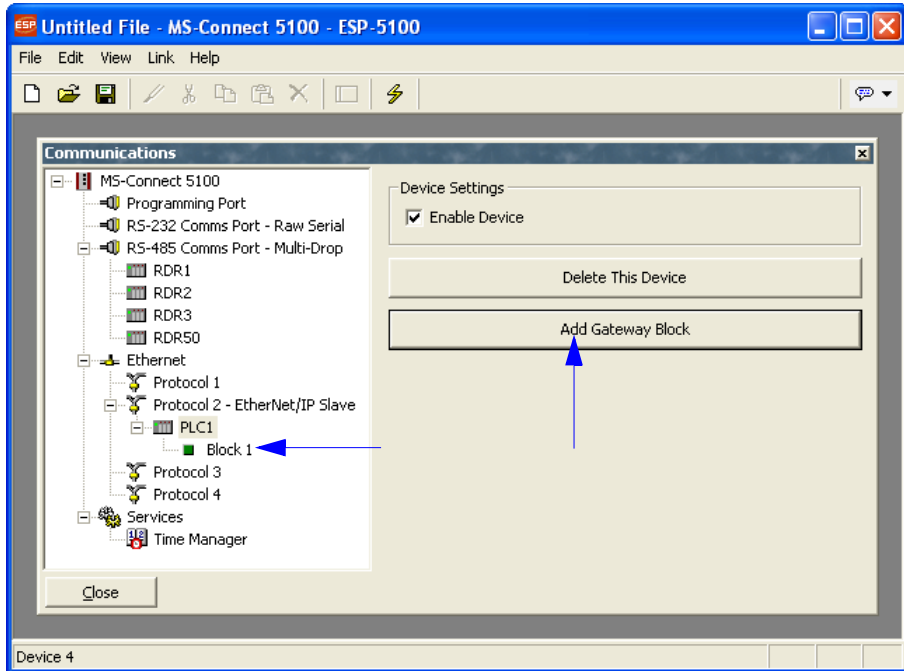 ESP Untitled File - MS-Connect 5100 - ESP-5100
File Edit View Link Help
Communications
MS-Connect 5100
Programming Port
RS-232 Comms Port - Raw Serial
RS-485 Comms Port - Multi-Drop
RDR1
RDR2
RDR3
RDR50
Ethernet
Protocol 1
Protocol 2 - EtherNet/IP Slave
PLC1
Block 1
Protocol 3
Protocol 4
Services
Time Manager
Device Settings
Enable Device
Delete This Device
Add Gateway Block
Close
Device 4